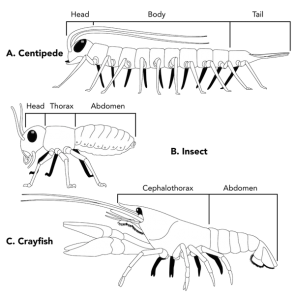 Head Body Tail
A. Centipede
Head Thorax Abdomen
B. Insect
Cephalothorax Abdomen
C. Crayfish